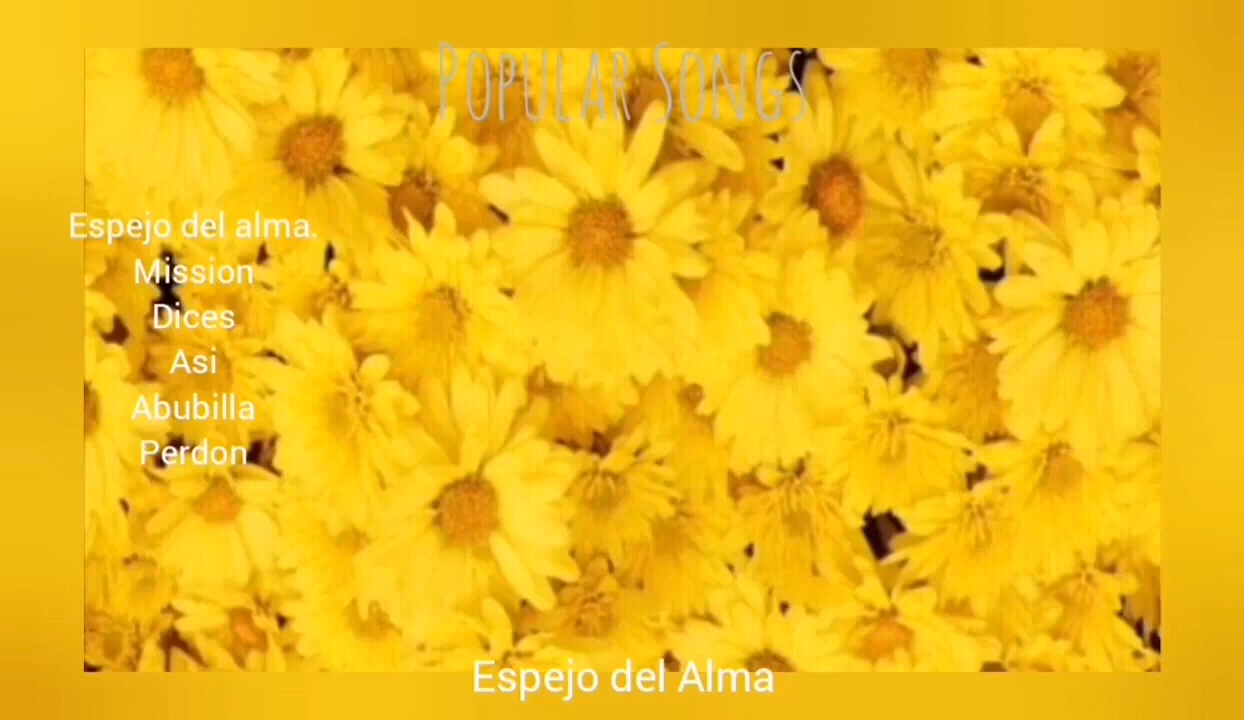 Popular Songs
Espejo del alma.
Mission
Dices
Asi
Abubilla
Perdon
Espejo del Alma